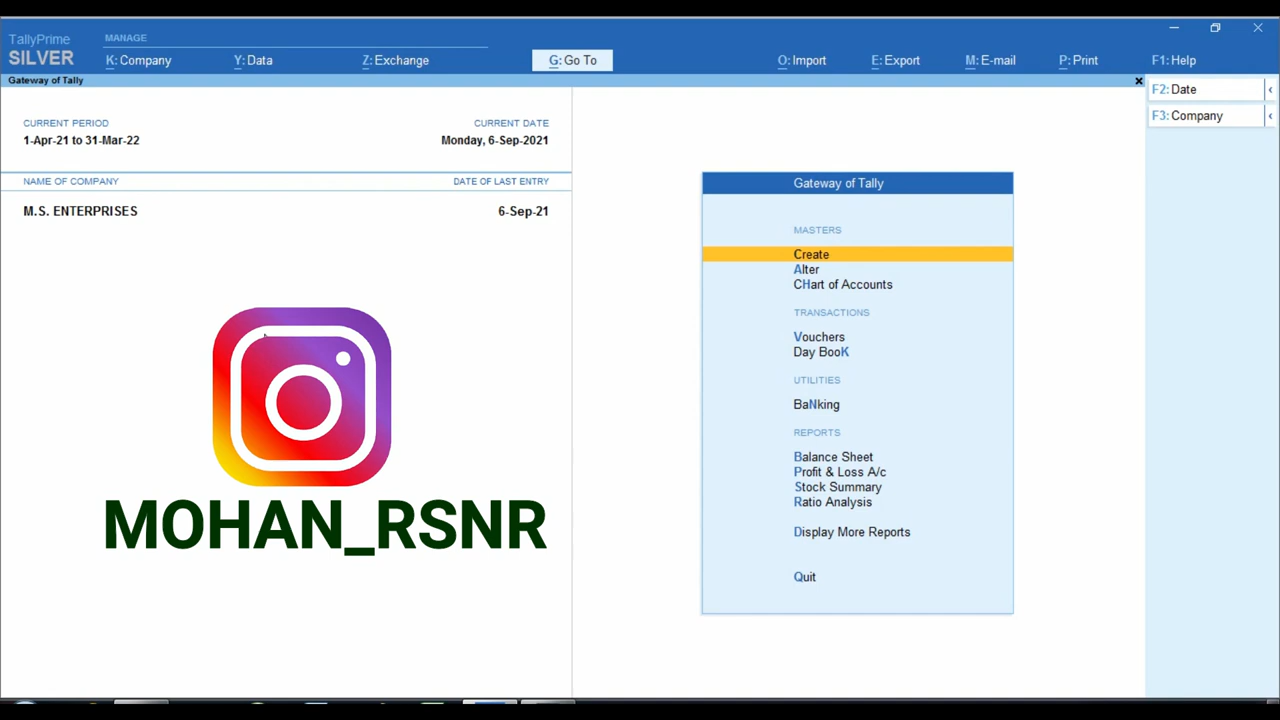 TallyPrime
SILVER
MANAGE
K: Company
Y: Data
Z: Exchange
G: Go To
O: Import
E: Export
M: E-mail
P: Print
F1: Help
Gateway of Tally
F2: Date
F3: Company
CURRENT PERIOD
CURRENT DATE
1-Apr-21 to 31-Mar-22
Monday, 6-Sep-2021
NAME OF COMPANY
DATE OF LAST ENTRY
M.S. ENTERPRISES
6-Sep-21
MOHAN_RSNR
Gateway of Tally
MASTERS
Create
Alter
CHart of Accounts
TRANSACTIONS
Vouchers
Day BooK
UTILITIES
BaNking
REPORTS
Balance Sheet
Profit & Loss A/c
Stock Summary
Ratio Analysis
Display More Reports
Quit